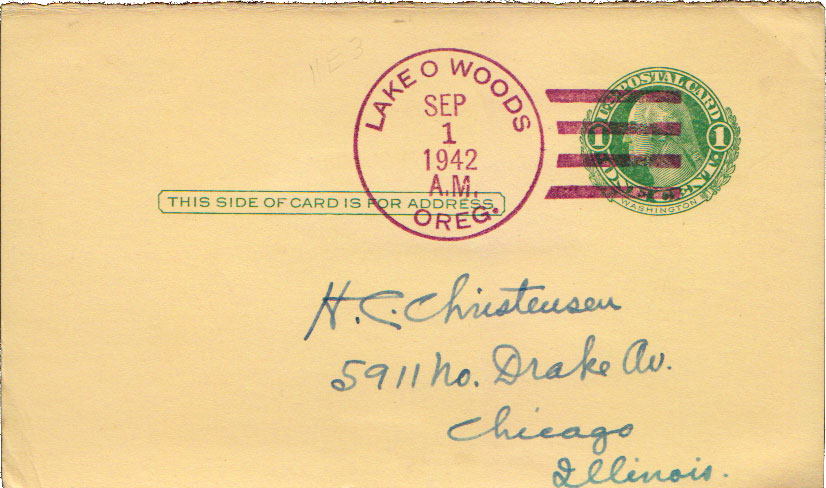 LAKE O WOODS
SEP
1
1942
A.M.
OREG.
U.S. POSTAL CARD
1 1
ONE CENT
WASHINGTON
THIS SIDE OF CARD IS FOR ADDRESS
H. C. Christensen
5911 No. Drake Av.
Chicago
Illinois.